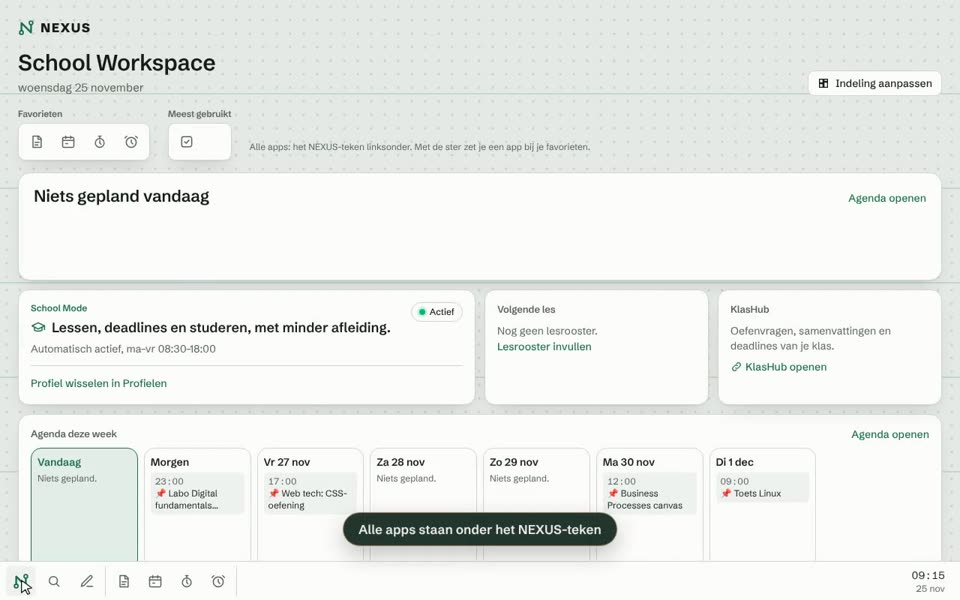 NEXUS
School Workspace
woensdag 25 november
Indeling aanpassen
Favorieten
Meest gebruikt
Alle apps: het NEXUS-teken linksonder. Met de ster zet je een app bij je favorieten.
Niets gepland vandaag
Agenda openen
School Mode
Actief
Lessen, deadlines en studeren, met minder afleiding.
Automatisch actief, ma-vr 08:30-18:00
Profiel wisselen in Profielen
Volgende les
Nog geen lesrooster.
Lesrooster invullen
KlasHub
Oefenvragen, samenvattingen en
deadlines van je klas.
KlasHub openen
Agenda deze week
Agenda openen
Vandaag
Niets gepland.
Morgen
23:00
Labo Digital
fundamentals...
Vr 27 nov
17:00
Web tech: CSS-
oefening
Za 28 nov
Niets gepland.
Zo 29 nov
Niets gepland.
Ma 30 nov
12:00
Business
Processes canvas
Di 1 dec
09:00
Toets Linux
Alle apps staan onder het NEXUS-teken
09:15
25 nov